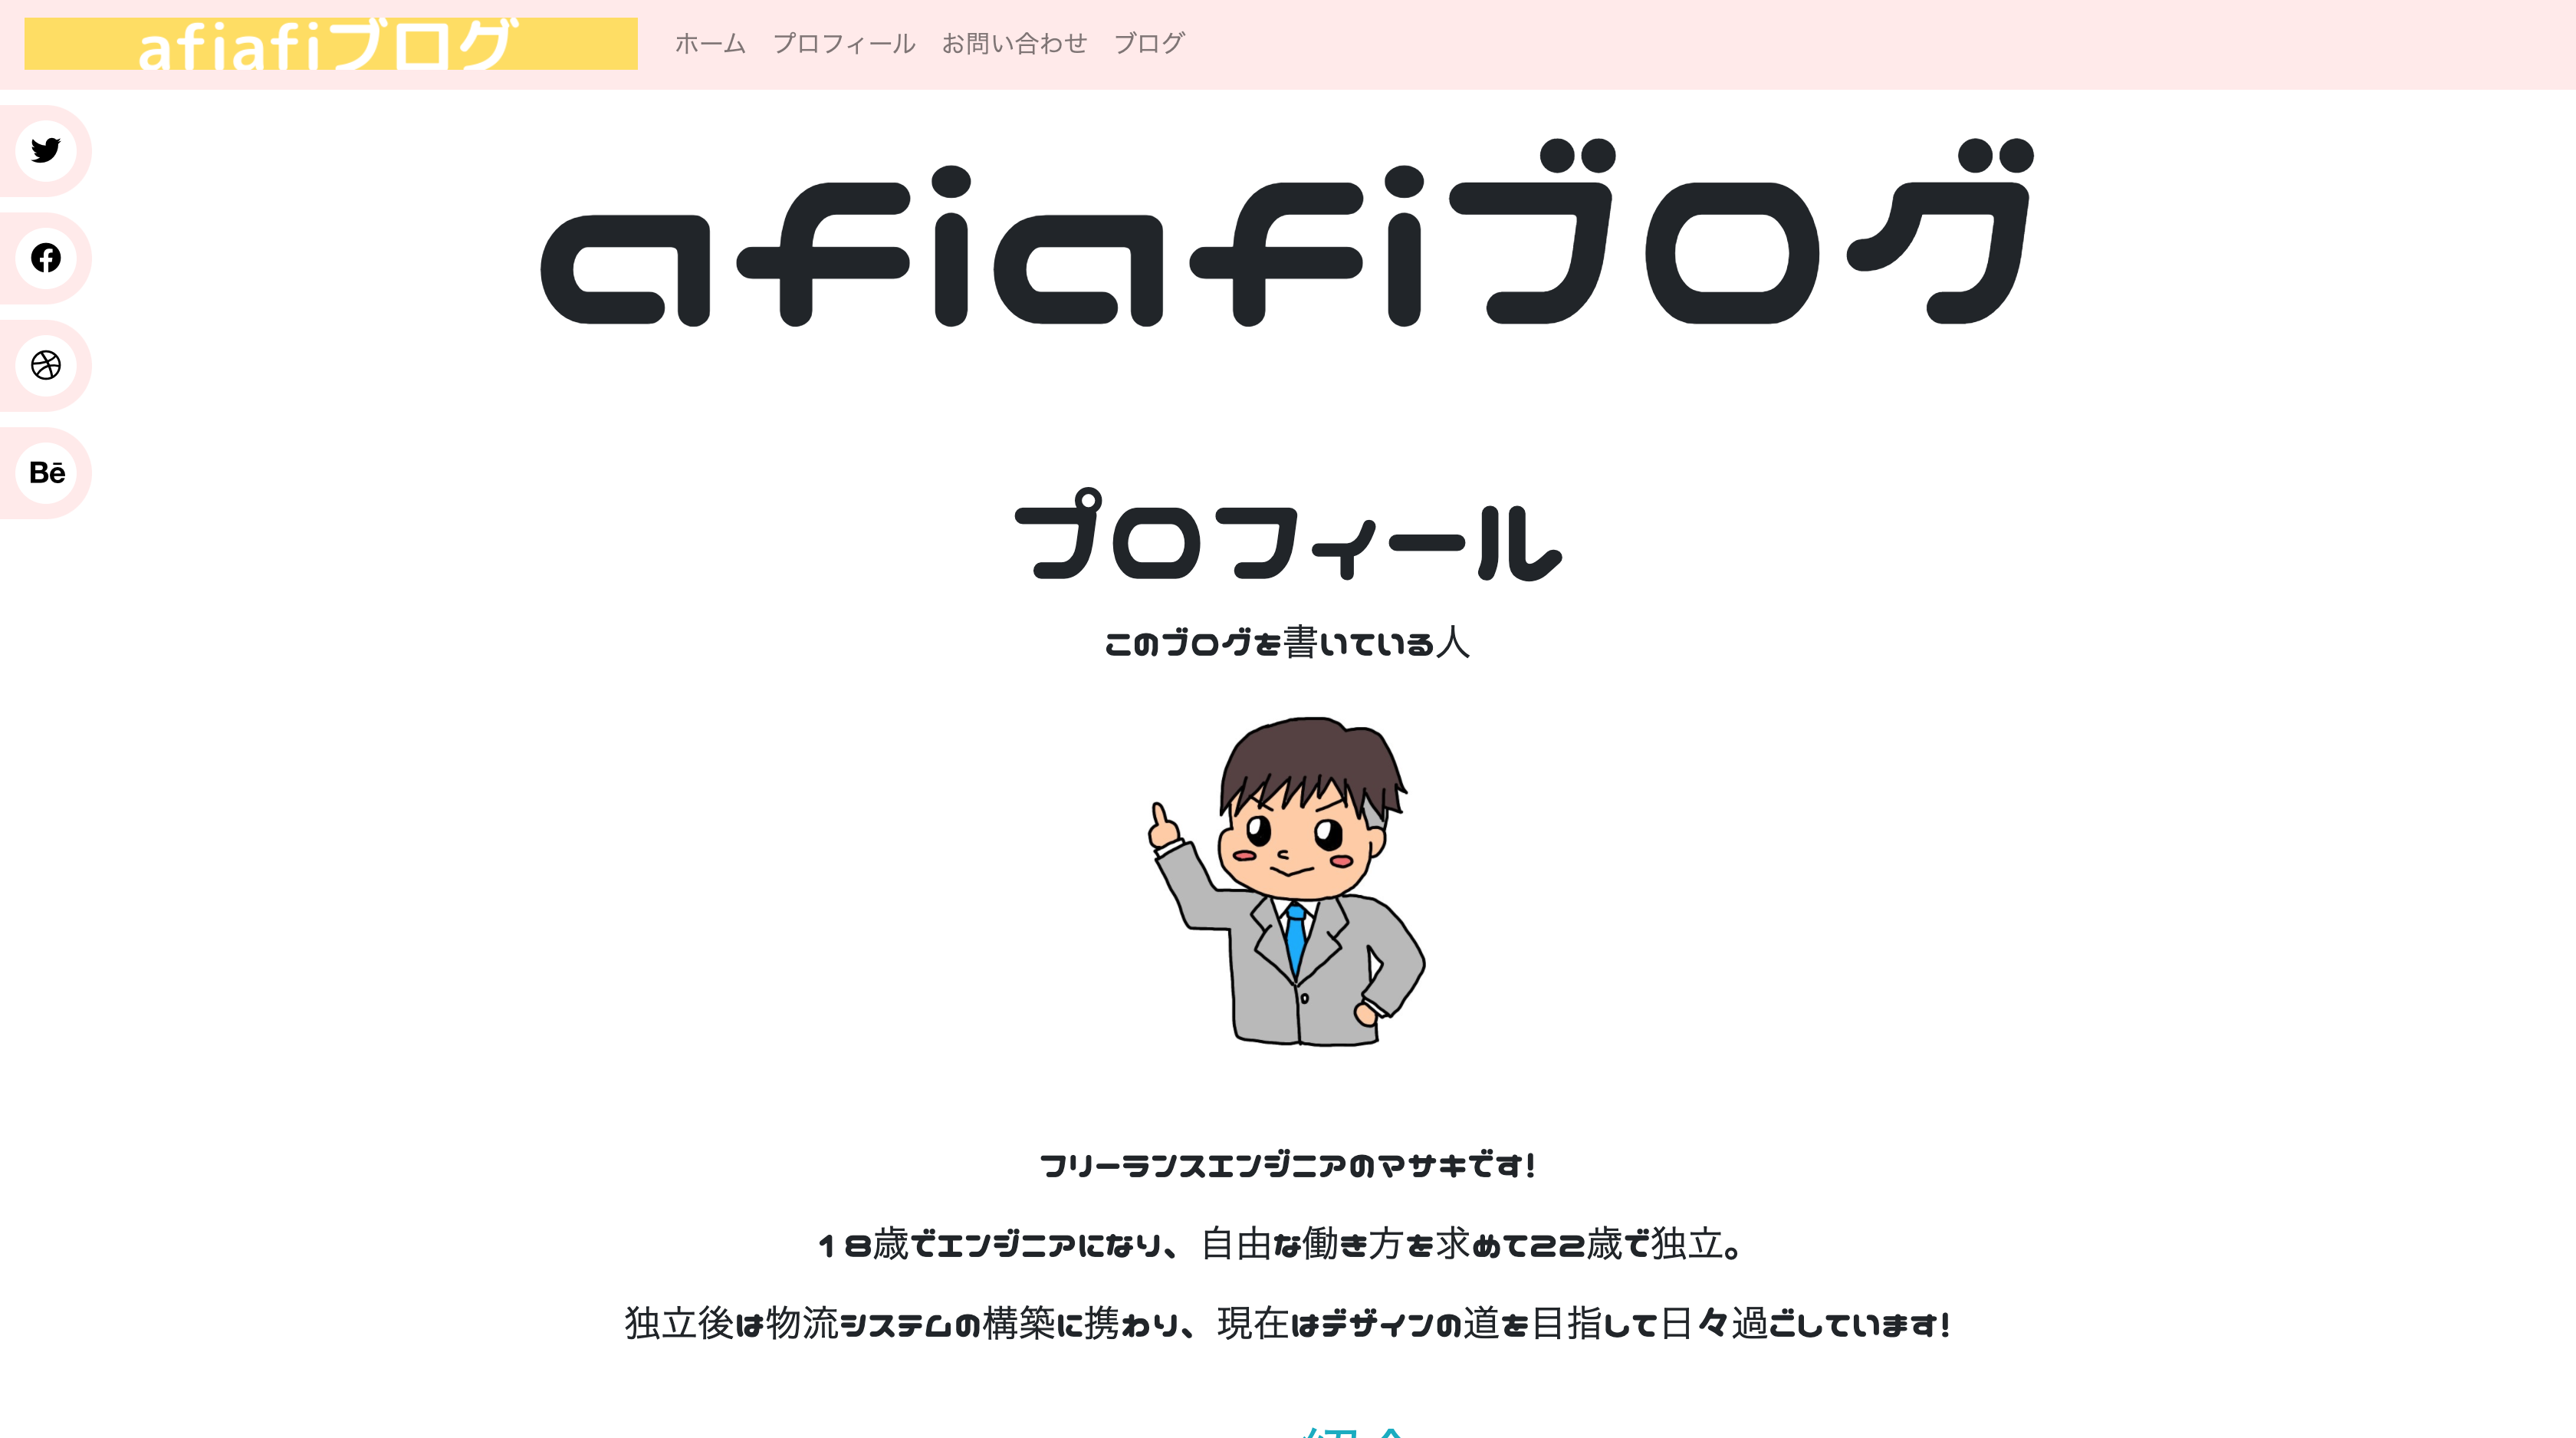 afiafiブログ
ホーム プロフィール お問い合わせ ブログ
Bē
afiafiブログ
プロフィール
このブログを書いている人
フリーランスエンジニアのマサキです!
18歳でエンジニアになり、自由な働き方を求めて22歳で独立。
独立後は物流システムの構築に携わり、現在はデザインの道を目指して日々過ごしています!